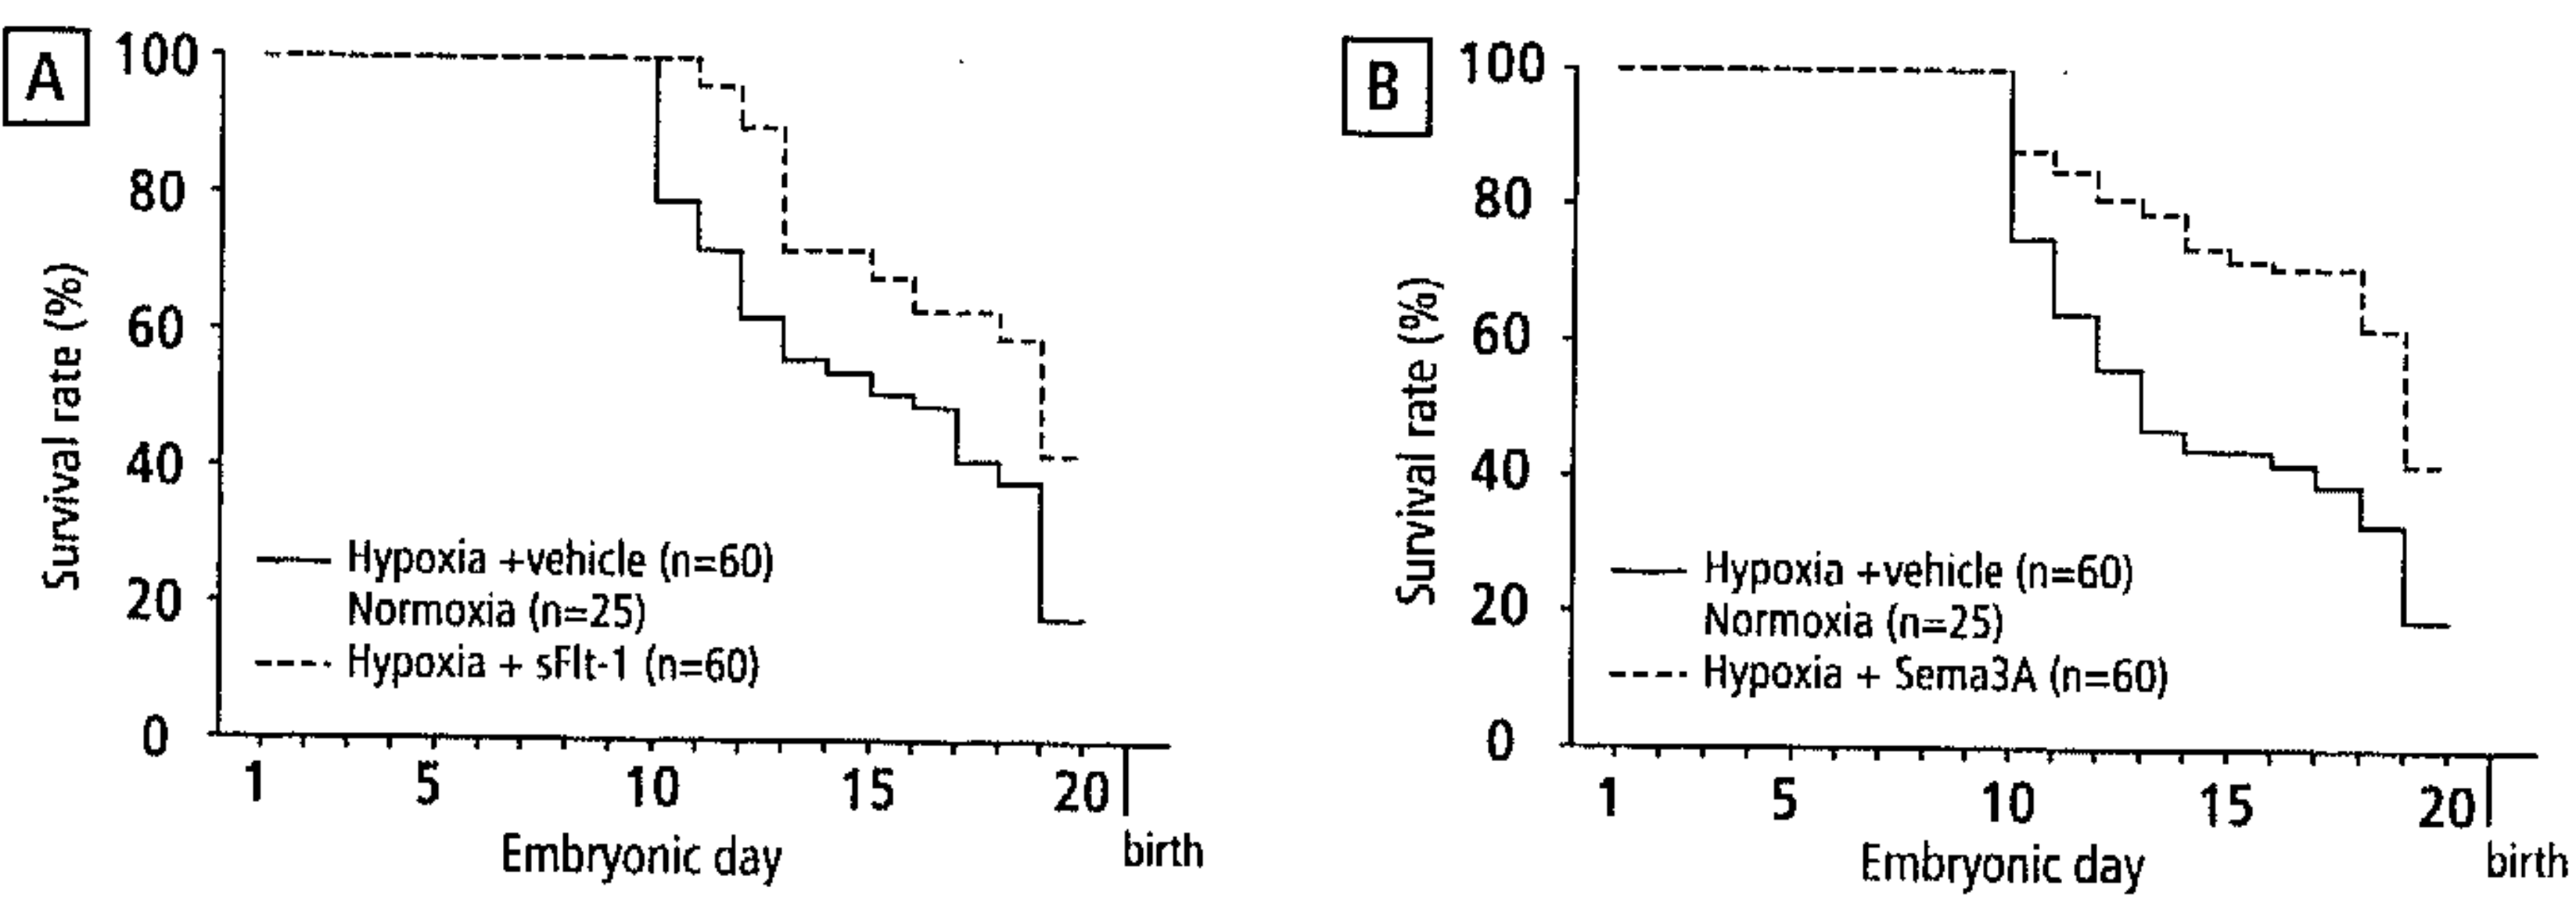 A
100
80
60
40
20
0
Survival rate (%)
Hypoxia +vehicle (n=60)
Normoxia (n=25)
Hypoxia + sFlt-1 (n=60)
1 5 10 15 20
Embryonic day
birth
B
100
80
60
40
20
0
Survival rate (%)
Hypoxia +vehicle (n=60)
Normoxia (n=25)
Hypoxia + Sema3A (n=60)
1 5 10 15 20
Embryonic day
birth